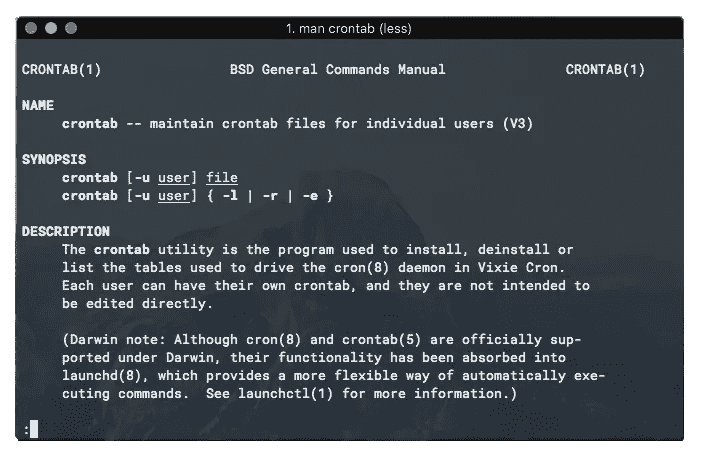 1. man crontab (less)
CRONTAB(1) BSD General Commands Manual CRONTAB(1)
NAME
crontab -- maintain crontab files for individual users (V3)
SYNOPSIS
crontab [-u user] file
crontab [-u user] { -l | -r | -e }
DESCRIPTION
The crontab utility is the program used to install, deinstall or
list the tables used to drive the cron(8) daemon in Vixie Cron.
Each user can have their own crontab, and they are not intended to
be edited directly.
(Darwin note: Although cron(8) and crontab(5) are officially sup-
ported under Darwin, their functionality has been absorbed into
launchd(8), which provides a more flexible way of automatically exe-
cuting commands.  See launchctl(1) for more information.)
: